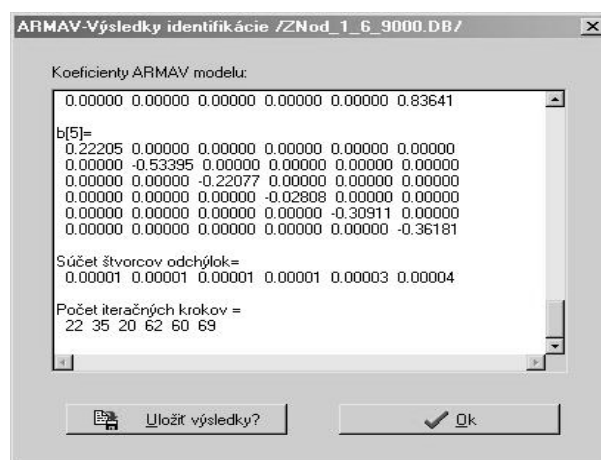 ARMAV-Výsledky identifikácie /ZNod_1_6_9000.DB/
Koeficienty ARMAV modelu:
0.00000 0.00000 0.00000 0.00000 0.00000 0.83641
b[5]=
0.22205 0.00000 0.00000 0.00000 0.00000 0.00000
0.00000 -0.53395 0.00000 0.00000 0.00000 0.00000
0.00000 0.00000 -0.22077 0.00000 0.00000 0.00000
0.00000 0.00000 0.00000 -0.02808 0.00000 0.00000
0.00000 0.00000 0.00000 0.00000 -0.30911 0.00000
0.00000 0.00000 0.00000 0.00000 0.00000 -0.36181
Súčet štvorcov odchýlok=
0.00001 0.00001 0.00001 0.00001 0.00003 0.00004
Počet iteračných krokov =
22 35 20 62 60 69
Uložiť výsledky?
Ok